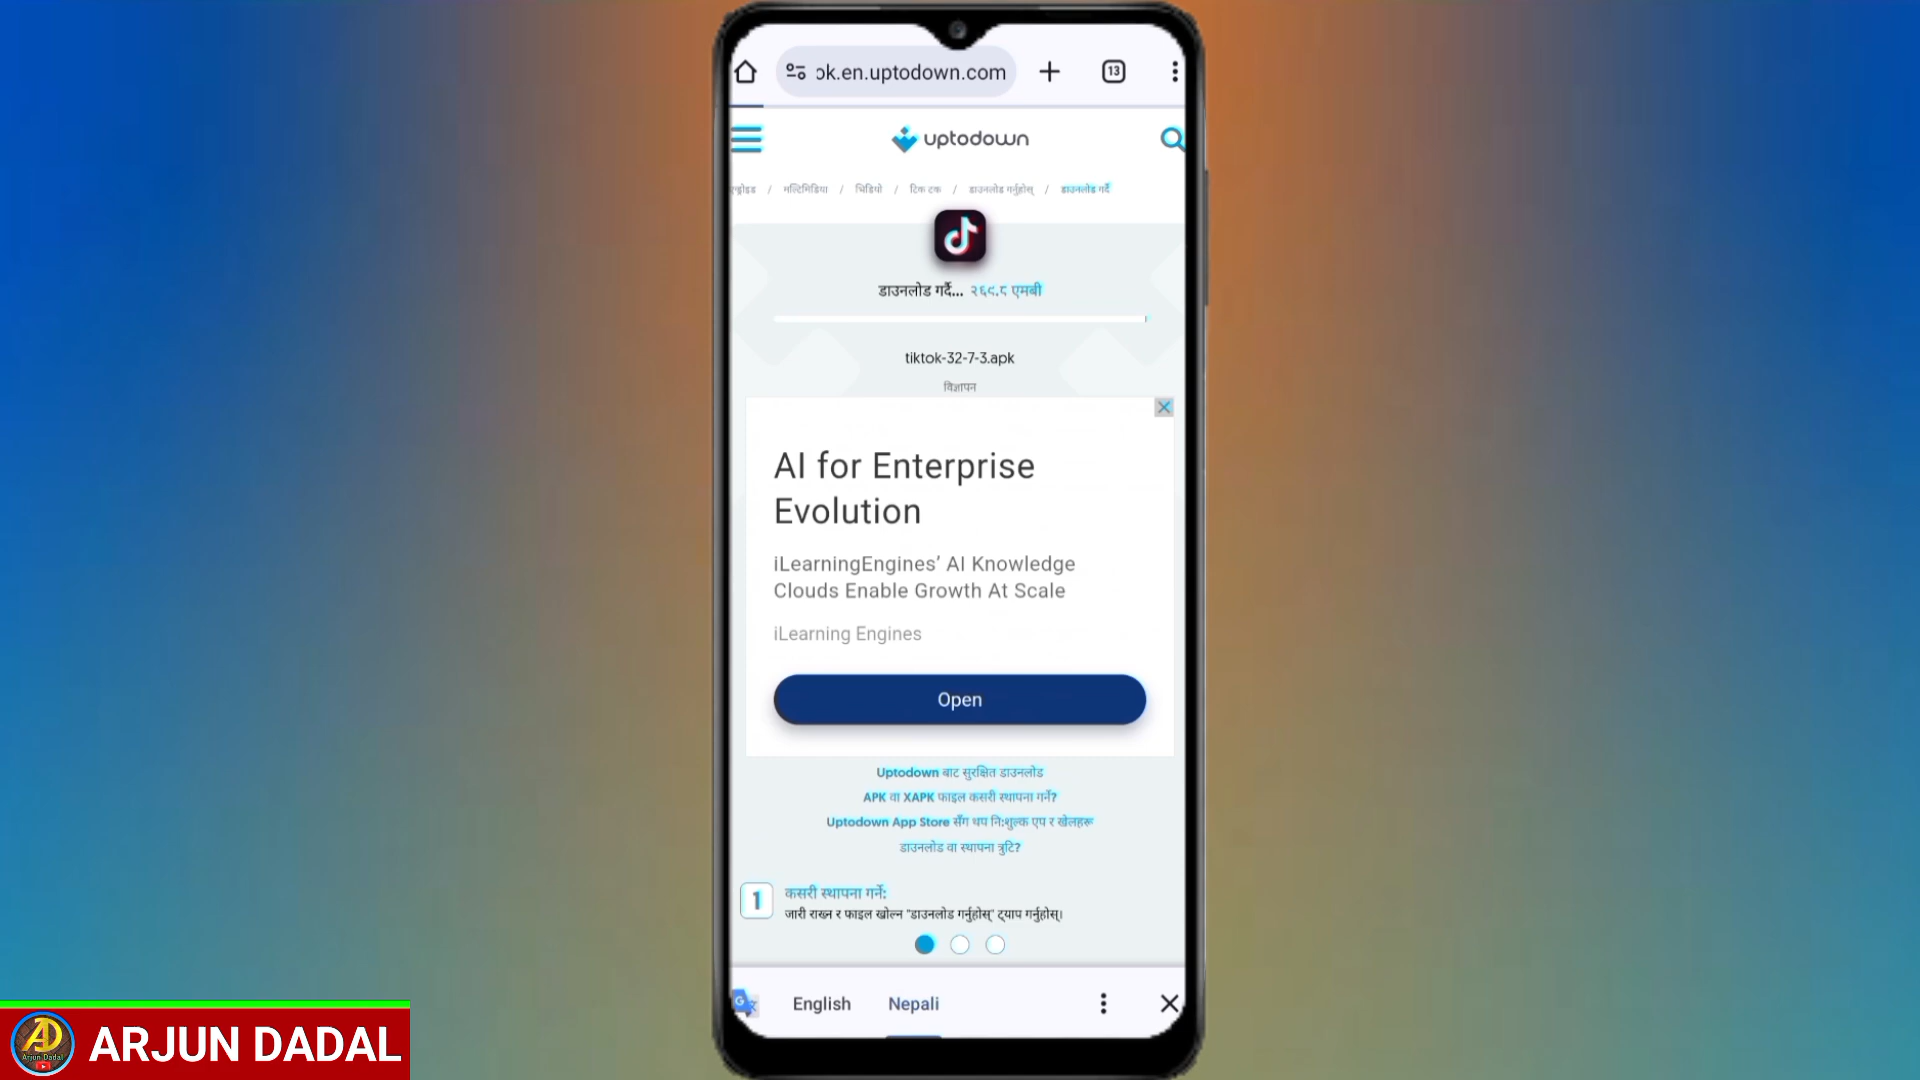 ok.en.uptodown.com
13
uptodown
/ मल्टिमिडिया / भिडियो / टिक टक / डाउनलोड गर्नुहोस् / डाउनलोड गर्दै
डाउनलोड गर्दै... २६९.८ एमबी
tiktok-32-7-3.apk
विज्ञापन
AI for Enterprise
Evolution
iLearningEngines’ AI Knowledge
Clouds Enable Growth At Scale
iLearning Engines
Open
Uptodown बाट सुरक्षित डाउनलोड
APK वा XAPK फाइल कसरी स्थापना गर्ने?
Uptodown App Store सँग थप नि:शुल्क एप र खेलहरू
डाउनलोड वा स्थापना त्रुटि?
1
कसरी स्थापना गर्ने:
जारी राख्न र फाइल खोल्न "डाउनलोड गर्नुहोस्" ट्याप गर्नुहोस्।
English
Nepali
Arjun Dadal
ARJUN DADAL